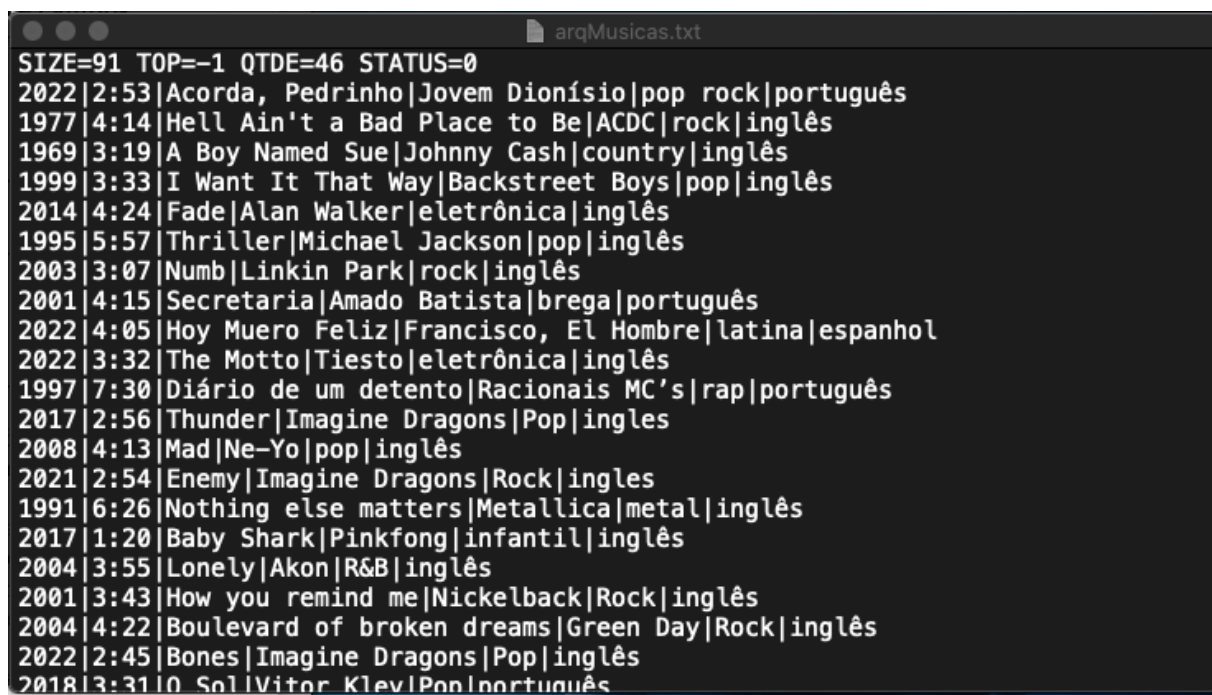 arqMusicas.txt
SIZE=91 TOP=-1 QTDE=46 STATUS=0
2022|2:53|Acorda, Pedrinho|Jovem Dionísio|pop rock|português
1977|4:14|Hell Ain't a Bad Place to Be|ACDC|rock|inglês
1969|3:19|A Boy Named Sue|Johnny Cash|country|inglês
1999|3:33|I Want It That Way|Backstreet Boys|pop|inglês
2014|4:24|Fade|Alan Walker|eletrônica|inglês
1995|5:57|Thriller|Michael Jackson|pop|inglês
2003|3:07|Numb|Linkin Park|rock|inglês
2001|4:15|Secretaria|Amado Batista|brega|português
2022|4:05|Hoy Muero Feliz|Francisco, El Hombre|latina|espanhol
2022|3:32|The Motto|Tiesto|eletrônica|inglês
1997|7:30|Diário de um detento|Racionais MC’s|rap|português
2017|2:56|Thunder|Imagine Dragons|Pop|ingles
2008|4:13|Mad|Ne-Yo|pop|inglês
2021|2:54|Enemy|Imagine Dragons|Rock|ingles
1991|6:26|Nothing else matters|Metallica|metal|inglês
2017|1:20|Baby Shark|Pinkfong|infantil|inglês
2004|3:55|Lonely|Akon|R&B|inglês
2001|3:43|How you remind me|Nickelback|Rock|inglês
2004|4:22|Boulevard of broken dreams|Green Day|Rock|inglês
2022|2:45|Bones|Imagine Dragons|Pop|inglês
2018|3:31|O Sol|Vitor Kley|Pop|português